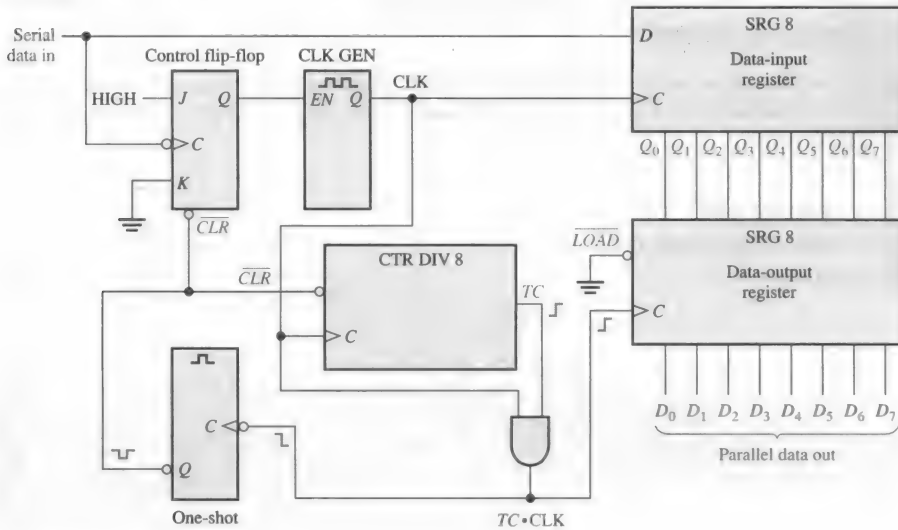 Serial
data in
Control flip-flop
CLK GEN
CLK
HIGH
J
Q
EN
Q
C
K
CLR
D
SRG 8
Data-input
register
C
Q0
Q1
Q2
Q3
Q4
Q5
Q6
Q7
CLR
CTR DIV 8
TC
C
LOAD
SRG 8
Data-output
register
C
C
Q
One-shot
TC•CLK
D0
D1
D2
D3
D4
D5
D6
D7
Parallel data out